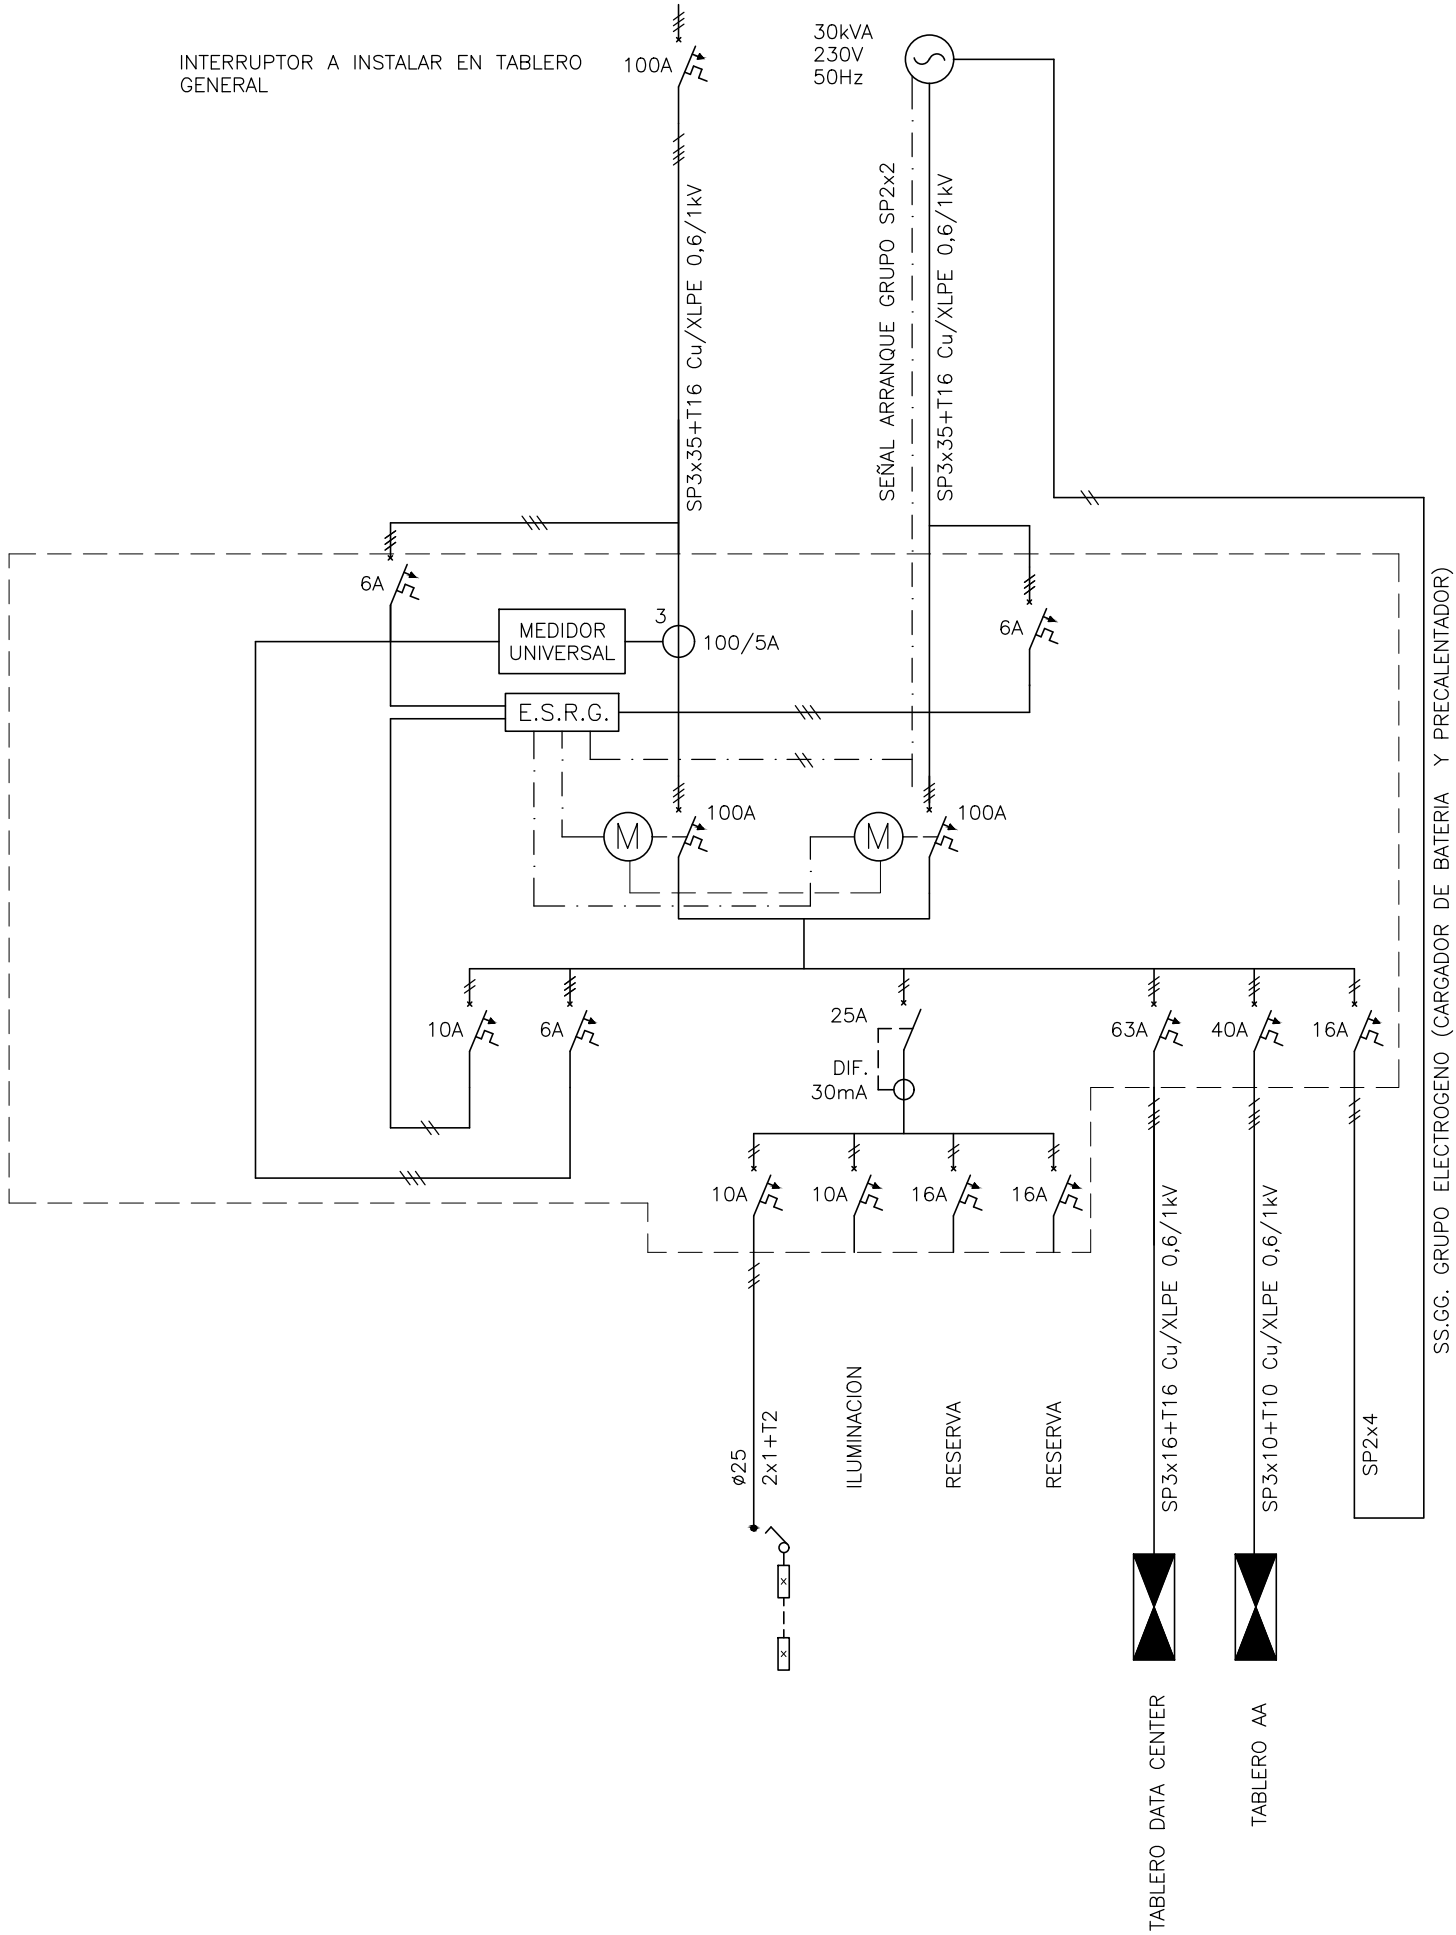 INTERRUPTOR A INSTALAR EN TABLERO
GENERAL
100A
30kVA
230V
50Hz
SP3x35+T16 Cu/XLPE 0,6/1kV
SEÑAL ARRANQUE GRUPO SP2x2
SP3x35+T16 Cu/XLPE 0,6/1kV
6A
MEDIDOR
UNIVERSAL
3
100/5A
6A
E.S.R.G.
M
100A
M
100A
10A
6A
25A
DIF.
30mA
63A
40A
16A
10A
10A
16A
16A
ø25
2x1+T2
ILUMINACION
RESERVA
RESERVA
SP3x16+T16 Cu/XLPE 0,6/1kV
SP3x10+T10 Cu/XLPE 0,6/1kV
SP2x4
SS.GG. GRUPO ELECTROGENO (CARGADOR DE BATERIA Y PRECALENTADOR)
x
x
TABLERO DATA CENTER
TABLERO AA